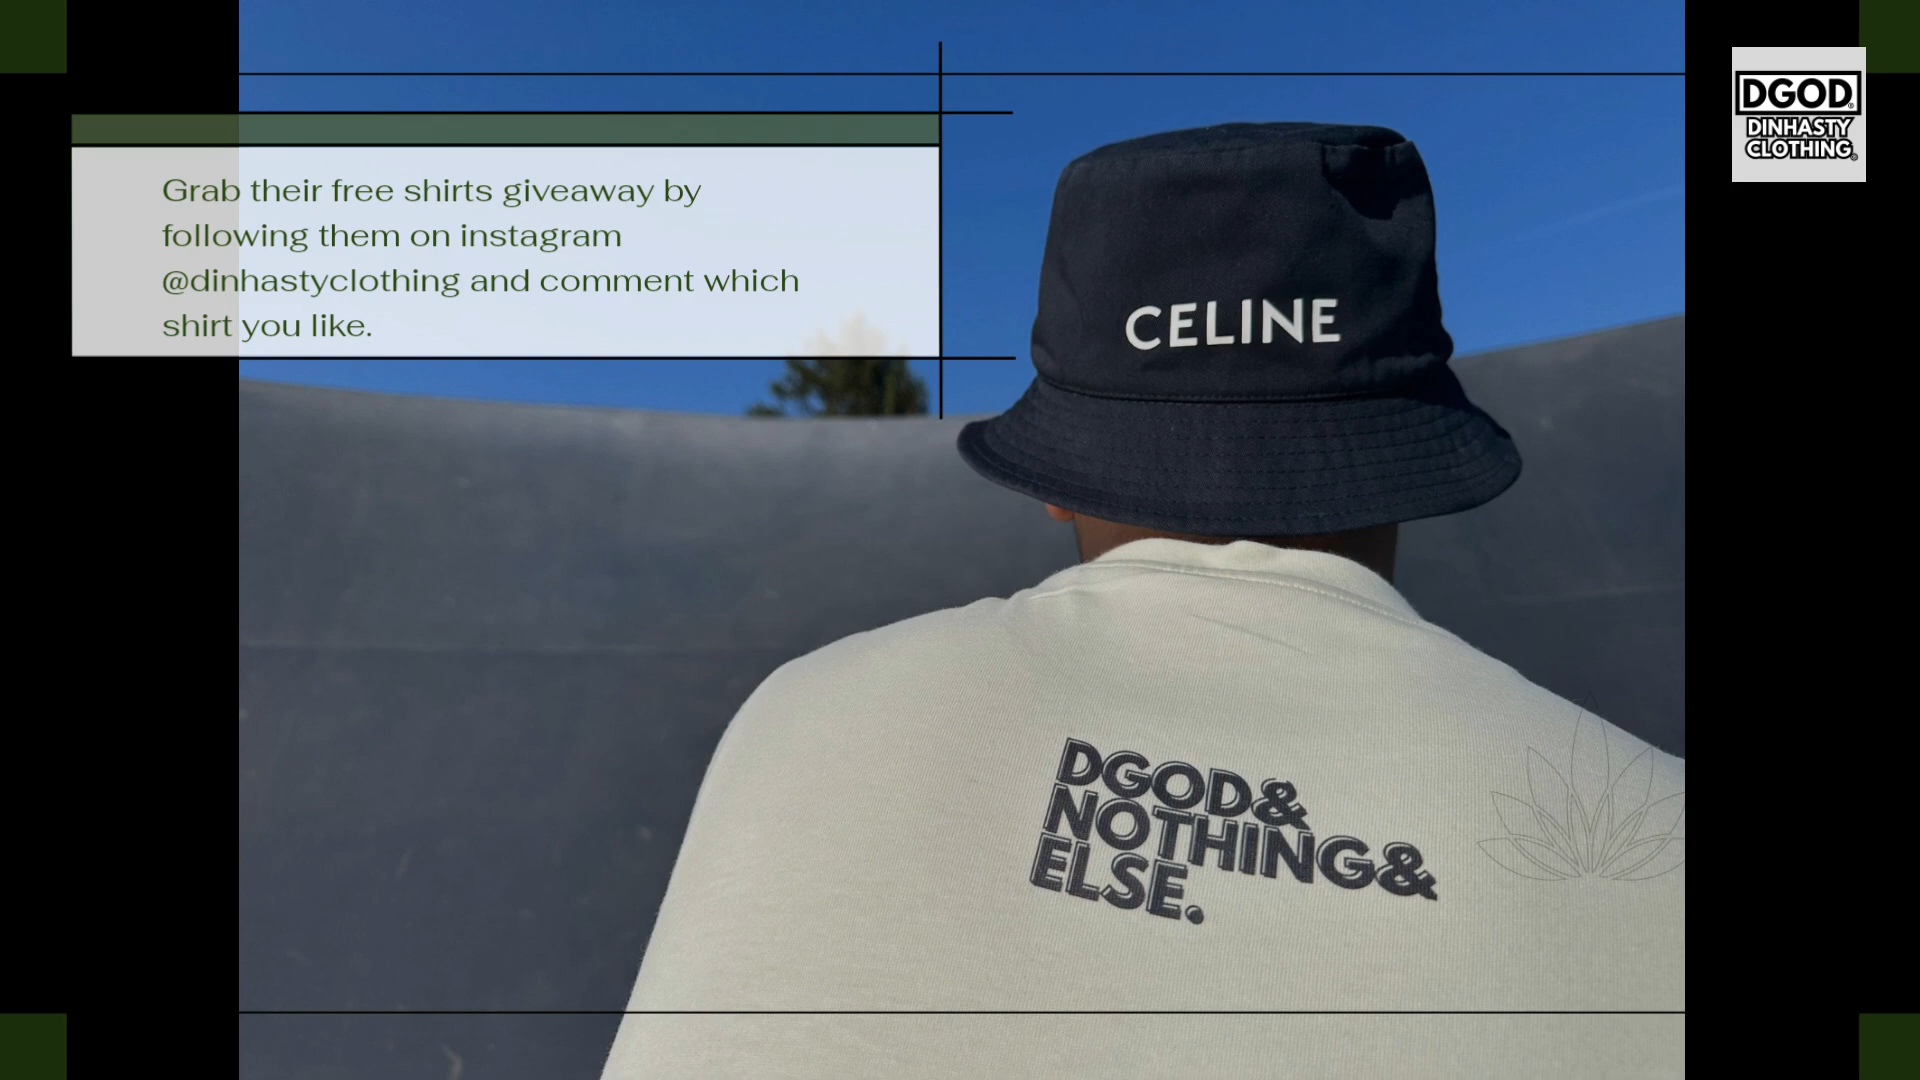 Grab their free shirts giveaway by
following them on instagram
@dinhastyclothing and comment which
shirt you like.
DGOD®
DINHASTY
CLOTHING®
CELINE
DGOD&
NOTHING&
ELSE.